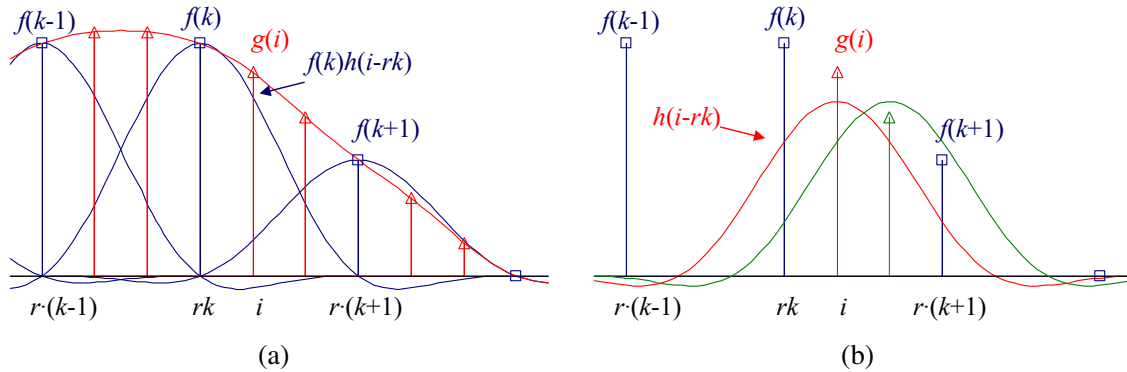 f(k-1)
f(k)
g(i)
f(k)h(i-rk)
f(k+1)
r·(k-1)
rk
i
r·(k+1)
(a)
f(k-1)
f(k)
g(i)
h(i-rk)
f(k+1)
r·(k-1)
rk
i
r·(k+1)
(b)